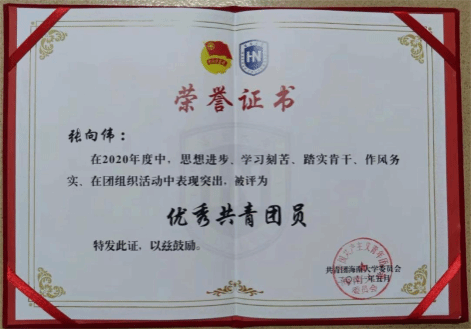 HN
荣誉证书
张向伟：
在2020年度中，思想进步、学习刻苦、踏实肯干、作风务
实、在团组织活动中表现突出，被评为
优秀共青团员
特发此证，以兹鼓励。
共青团海南大学委员会